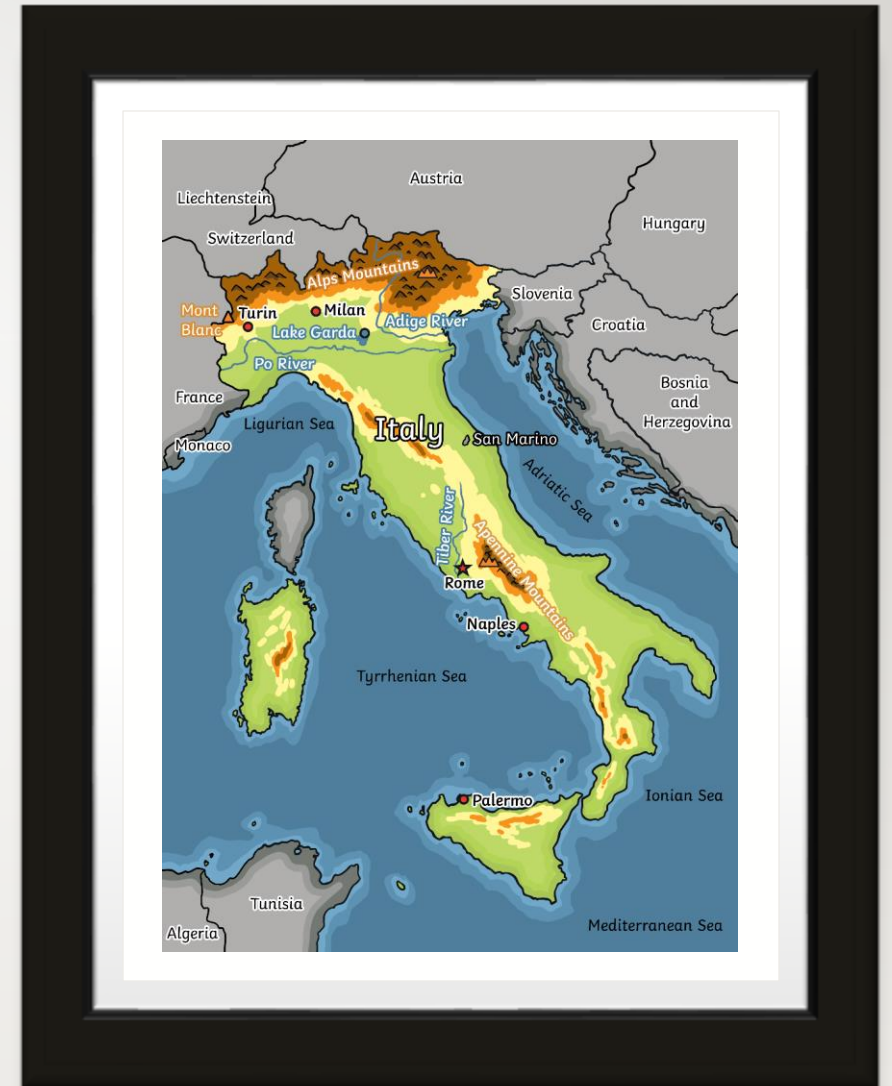 Austria
Liechtenstein
Hungary
Switzerland
Alps Mountains
Slovenia
Mont
Blanc
Turin
Milan
Croatia
Lake Garda
Adige River
Po River
France
Bosnia
and
Herzegovina
Ligurian Sea
Italy
Monaco
San Marino
Adriatic Sea
Tiber River
Apennine Mountains
Rome
Naples
Tyrrhenian Sea
Palermo
Ionian Sea
Tunisia
Mediterranean Sea
Algeria